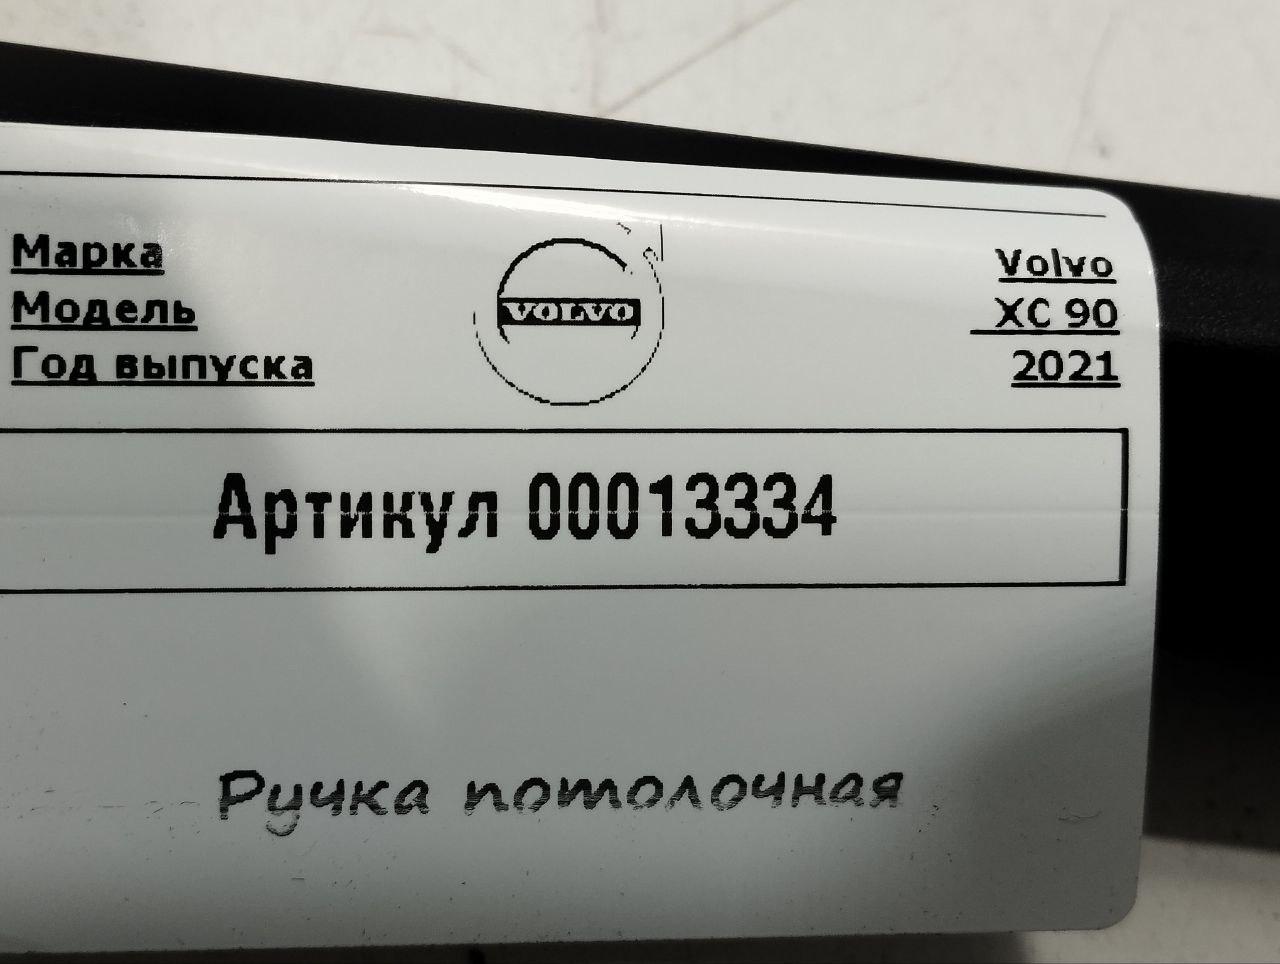 Марка VOLVO Volvo
Модель XC 90
Год выпуска 2021
Артикул 00013334
Ручка потолочная